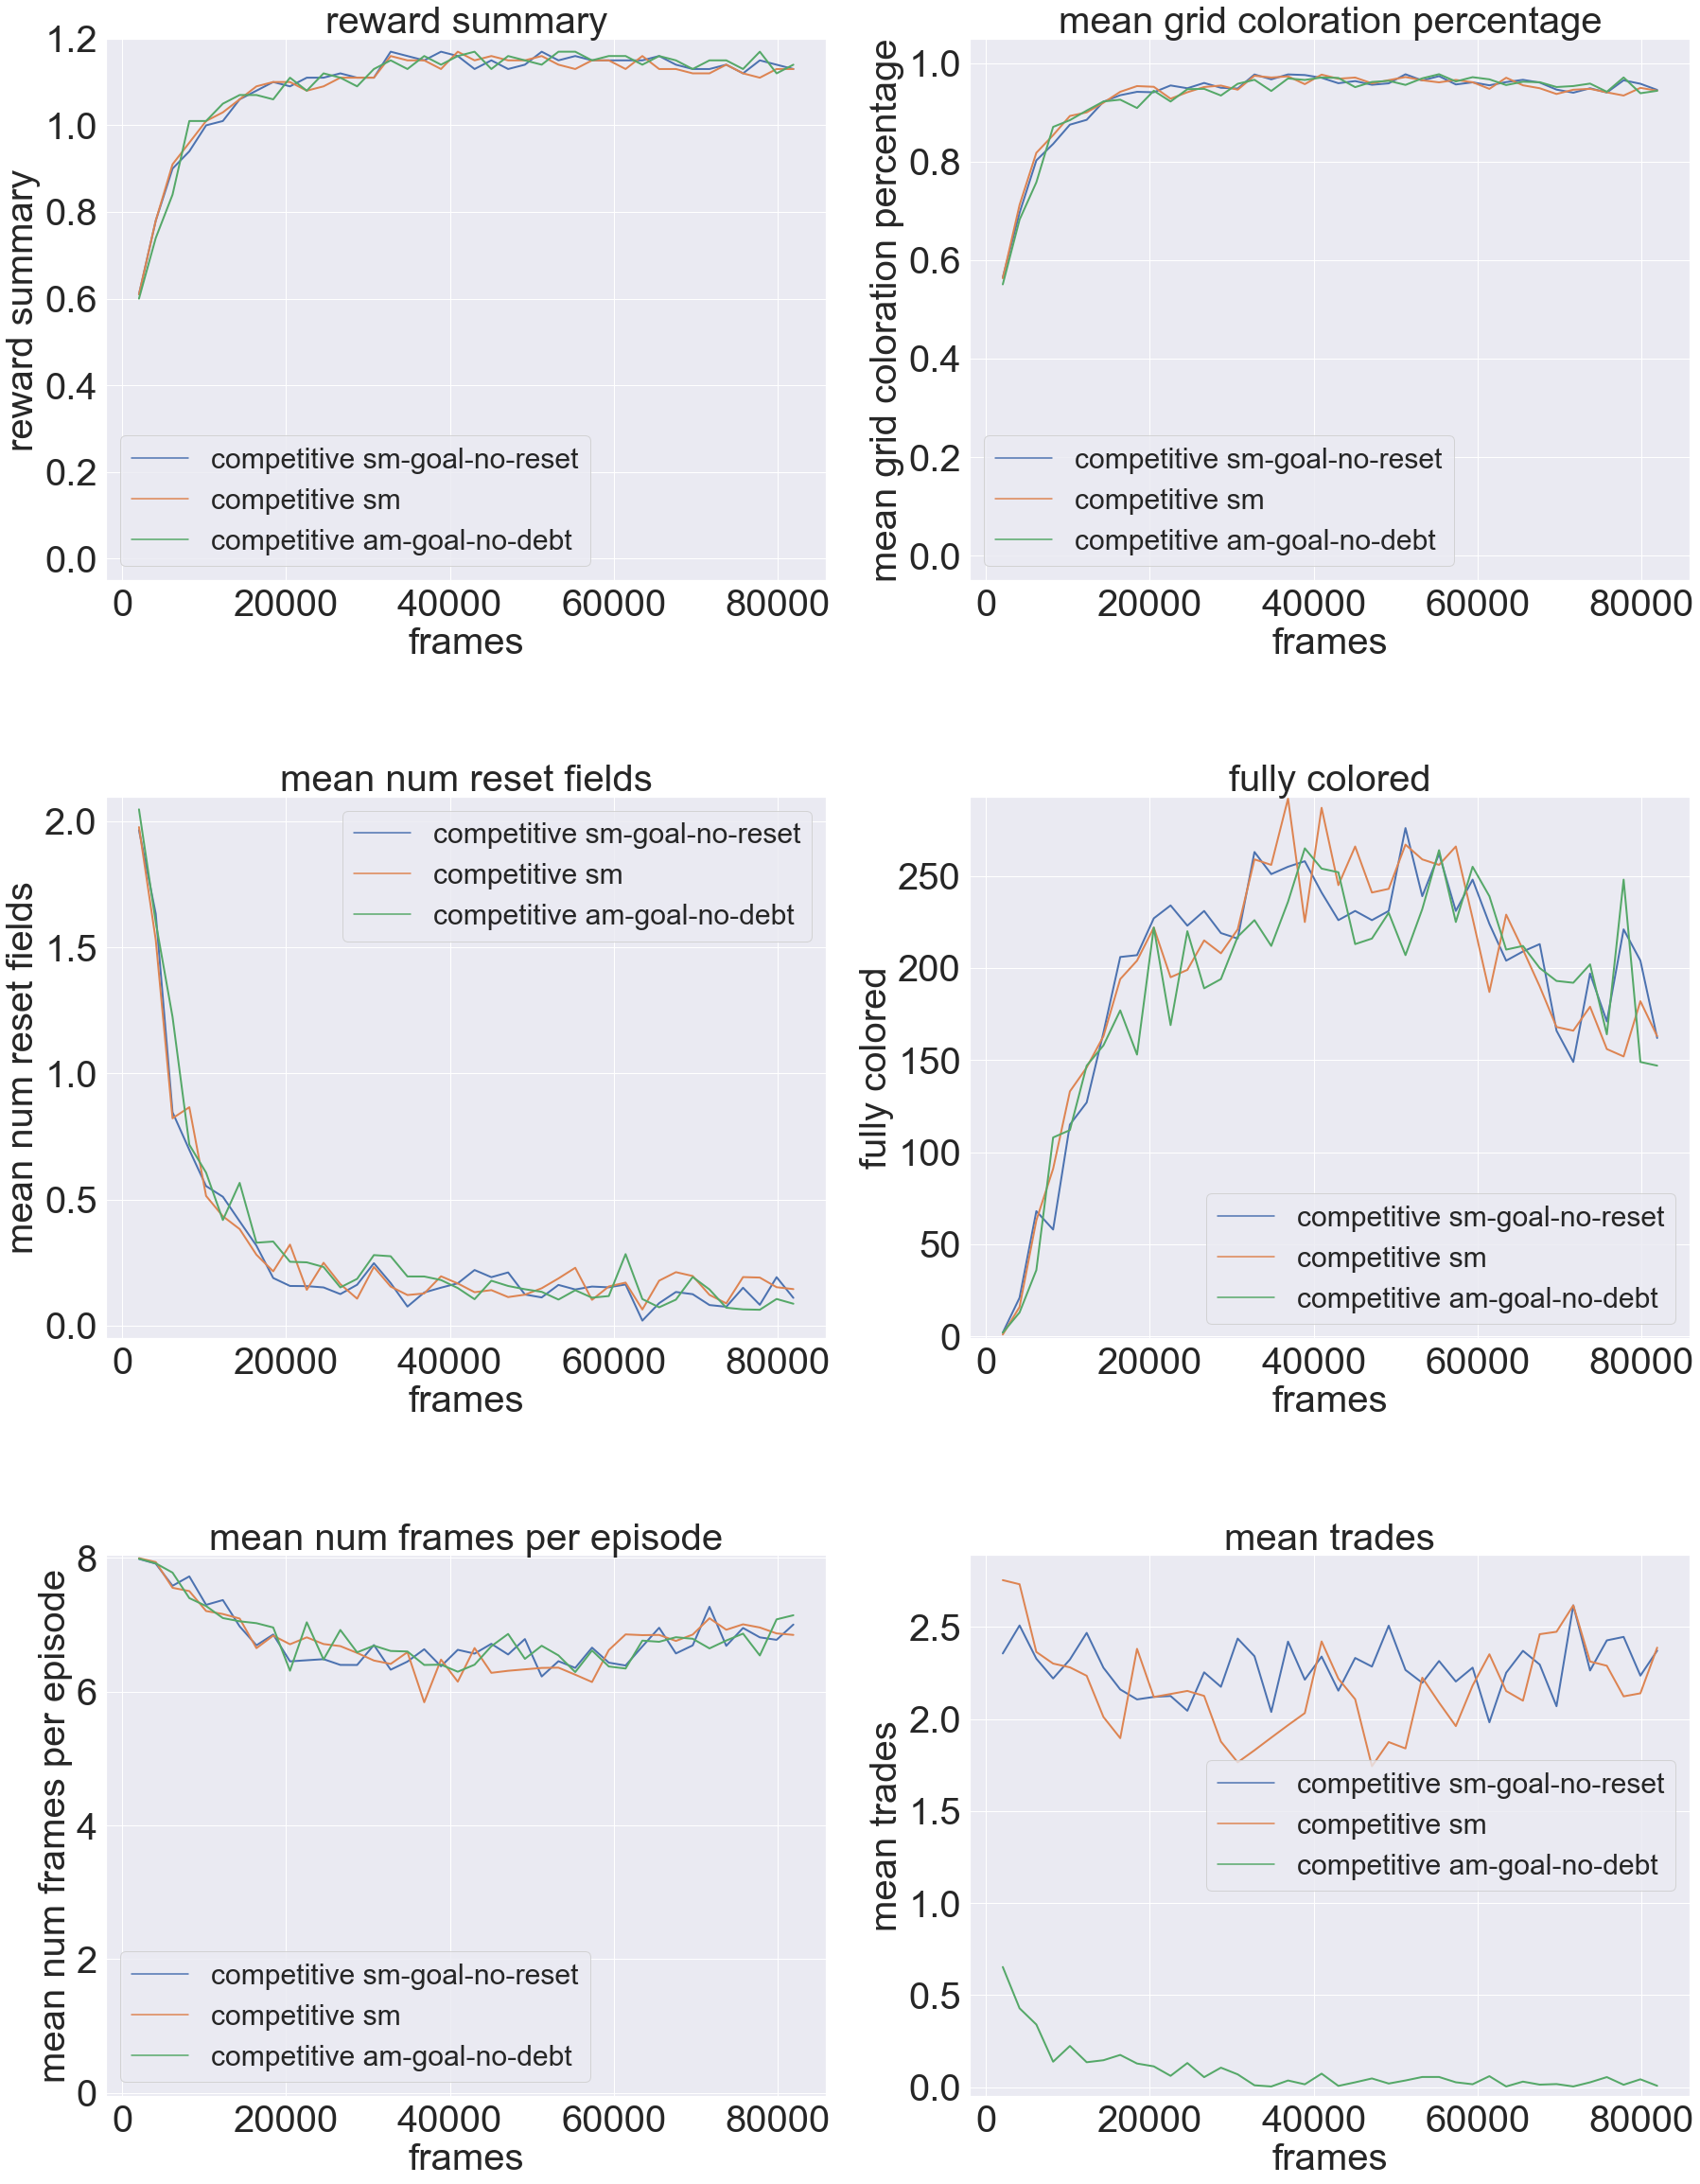 reward summary
reward summary
1.2
1.0
0.8
0.6
0.4
0.2
0.0
competitive sm-goal-no-reset
competitive sm
competitive am-goal-no-debt
0 20000 40000 60000 80000
frames
mean grid coloration percentage
mean grid coloration percentage
1.0
0.8
0.6
0.4
0.2
0.0
competitive sm-goal-no-reset
competitive sm
competitive am-goal-no-debt
0 20000 40000 60000 80000
frames
mean num reset fields
mean num reset fields
2.0
1.5
1.0
0.5
0.0
competitive sm-goal-no-reset
competitive sm
competitive am-goal-no-debt
0 20000 40000 60000 80000
frames
fully colored
fully colored
250
200
150
100
50
0
competitive sm-goal-no-reset
competitive sm
competitive am-goal-no-debt
0 20000 40000 60000 80000
frames
mean num frames per episode
mean num frames per episode
8
6
4
2
0
competitive sm-goal-no-reset
competitive sm
competitive am-goal-no-debt
0 20000 40000 60000 80000
frames
mean trades
mean trades
2.5
2.0
1.5
1.0
0.5
0.0
competitive sm-goal-no-reset
competitive sm
competitive am-goal-no-debt
0 20000 40000 60000 80000
frames